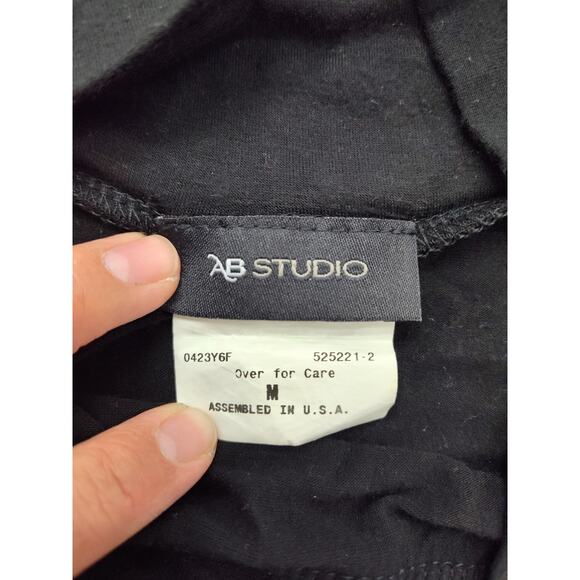 AB STUDIO
0423Y6F 525221-2
Over for Care
M
ASSEMBLED IN U.S.A.